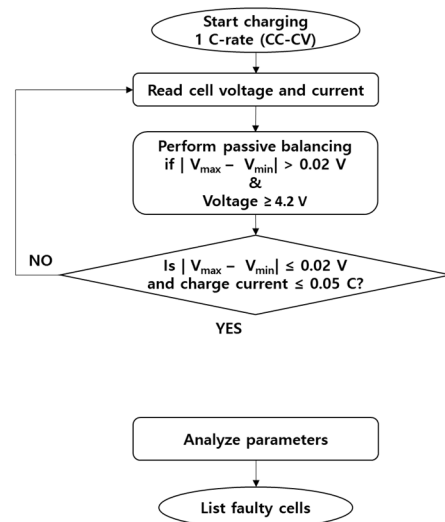 Start charging
1 C-rate (CC-CV)
Read cell voltage and current
Perform passive balancing
if | Vmax – Vmin| > 0.02 V
&
Voltage ≥ 4.2 V
Is | Vmax – Vmin| ≤ 0.02 V
and charge current ≤ 0.05 C?
NO
YES
Analyze parameters
List faulty cells